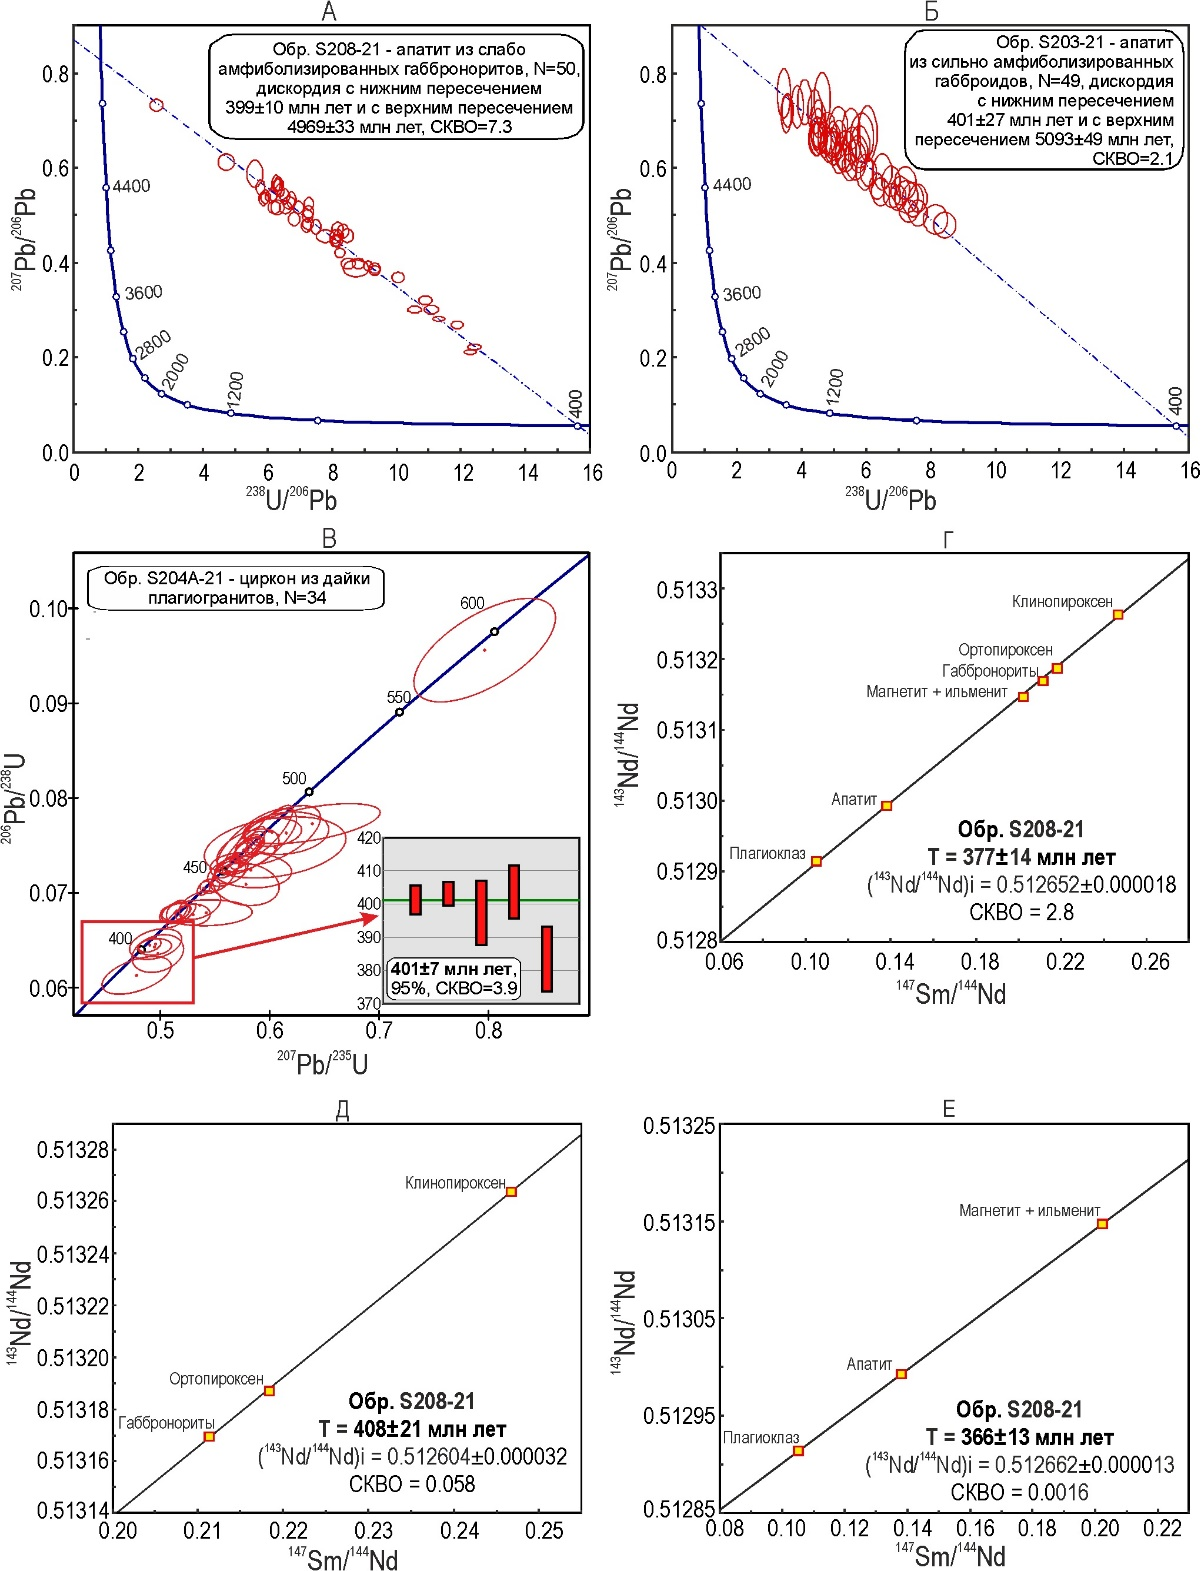 А
Обр. S208-21 - апатит из слабо
амфиболизированных габброноритов, N=50,
дискордия с нижним пересечением
399±10 млн лет и с верхним пересечением
4969±33 млн лет, СКВО=7.3
0.8
0.6
0.4
0.2
0.0
207Pb/206Pb
4400
3600
2800
2000
1200
400
0 2 4 6 8 10 12 14 16
238U/206Pb
Б
Обр. S203-21 - апатит
из сильно амфиболизированных
габброидов, N=49, дискордия
с нижним пересечением
401±27 млн лет и с верхним
пересечением 5093±49 млн лет,
СКВО=2.1
0.8
0.6
0.4
0.2
0.0
207Pb/206Pb
4400
3600
2800
2000
1200
400
0 2 4 6 8 10 12 14 16
238U/206Pb
В
Обр. S204A-21 - циркон из дайки
плагиогранитов, N=34
0.10
0.09
0.08
0.07
0.06
206Pb/238U
600
550
500
450
400
420
410
400
390
380
370
401±7 млн лет,
95%, СКВО=3.9
0.5 0.6 0.7 0.8
207Pb/235U
Г
0.5133
0.5132
0.5131
0.5130
0.5129
0.5128
143Nd/144Nd
Клинопироксен
Ортопироксен
Габбронориты
Магнетит + ильменит
Апатит
Плагиоклаз
Обр. S208-21
T = 377±14 млн лет
(143Nd/144Nd)i = 0.512652±0.000018
СКВО = 2.8
0.06 0.10 0.14 0.18 0.22 0.26
147Sm/144Nd
Д
0.51328
0.51326
0.51324
0.51322
0.51320
0.51318
0.51316
0.51314
143Nd/144Nd
Клинопироксен
Ортопироксен
Габбронориты
Обр. S208-21
T = 408±21 млн лет
(143Nd/144Nd)i = 0.512604±0.000032
СКВО = 0.058
0.20 0.21 0.22 0.23 0.24 0.25
147Sm/144Nd
Е
0.51325
0.51315
0.51305
0.51295
0.51285
143Nd/144Nd
Магнетит + ильменит
Апатит
Плагиоклаз
Обр. S208-21
T = 366±13 млн лет
(143Nd/144Nd)i = 0.512662±0.000013
СКВО = 0.0016
0.08 0.10 0.12 0.14 0.16 0.18 0.20 0.22
147Sm/144Nd